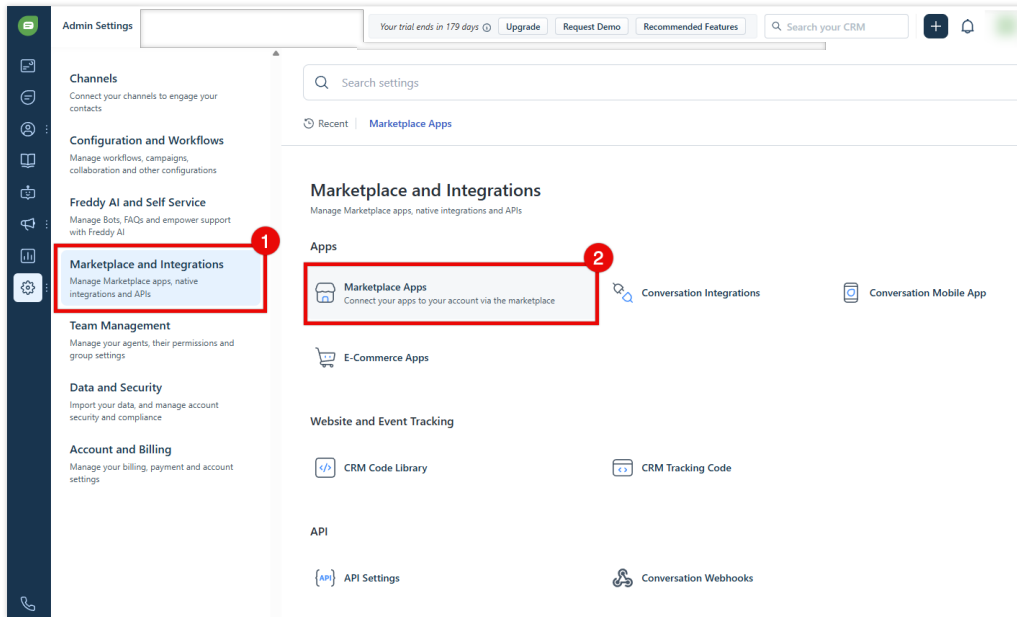 Admin Settings
Your trial ends in 179 days
Upgrade
Request Demo
Recommended Features
Search your CRM
Channels
Connect your channels to engage your
contacts
Configuration and Workflows
Manage workflows, campaigns,
collaboration and other configurations
Freddy AI and Self Service
Manage Bots, FAQs and empower support
with Freddy AI
1
Marketplace and Integrations
Manage Marketplace apps, native
integrations and APIs
Team Management
Manage your agents, their permissions and
group settings
Data and Security
Import your data, and manage account
security and compliance
Account and Billing
Manage your billing, payment and account
settings
Search settings
Recent
Marketplace Apps
Marketplace and Integrations
Manage Marketplace apps, native integrations and APIs
Apps
2
Marketplace Apps
Connect your apps to your account via the marketplace
Conversation Integrations
Conversation Mobile App
E-Commerce Apps
Website and Event Tracking
CRM Code Library
CRM Tracking Code
API
{API}
API Settings
Conversation Webhooks